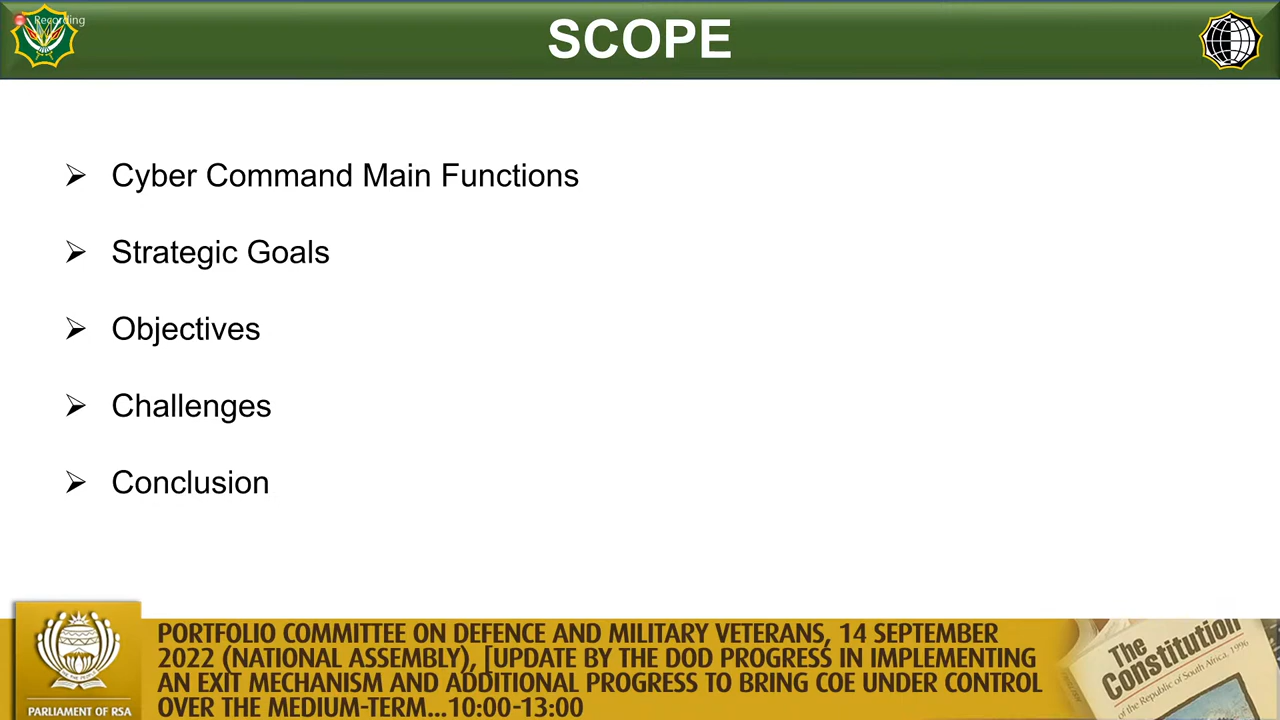 Recording
SCOPE
Cyber Command Main Functions
Strategic Goals
Objectives
Challenges
Conclusion
PORTFOLIO COMMITTEE ON DEFENCE AND MILITARY VETERANS, 14 SEPTEMBER
2022 (NATIONAL ASSEMBLY), [UPDATE BY THE DOD PROGRESS IN IMPLEMENTING
AN EXIT MECHANISM AND ADDITIONAL PROGRESS TO BRING COE UNDER CONTROL
OVER THE MEDIUM-TERM...10:00-13:00
PARLIAMENT OF RSA
The
Constitution
of the Republic of South Africa, 1996